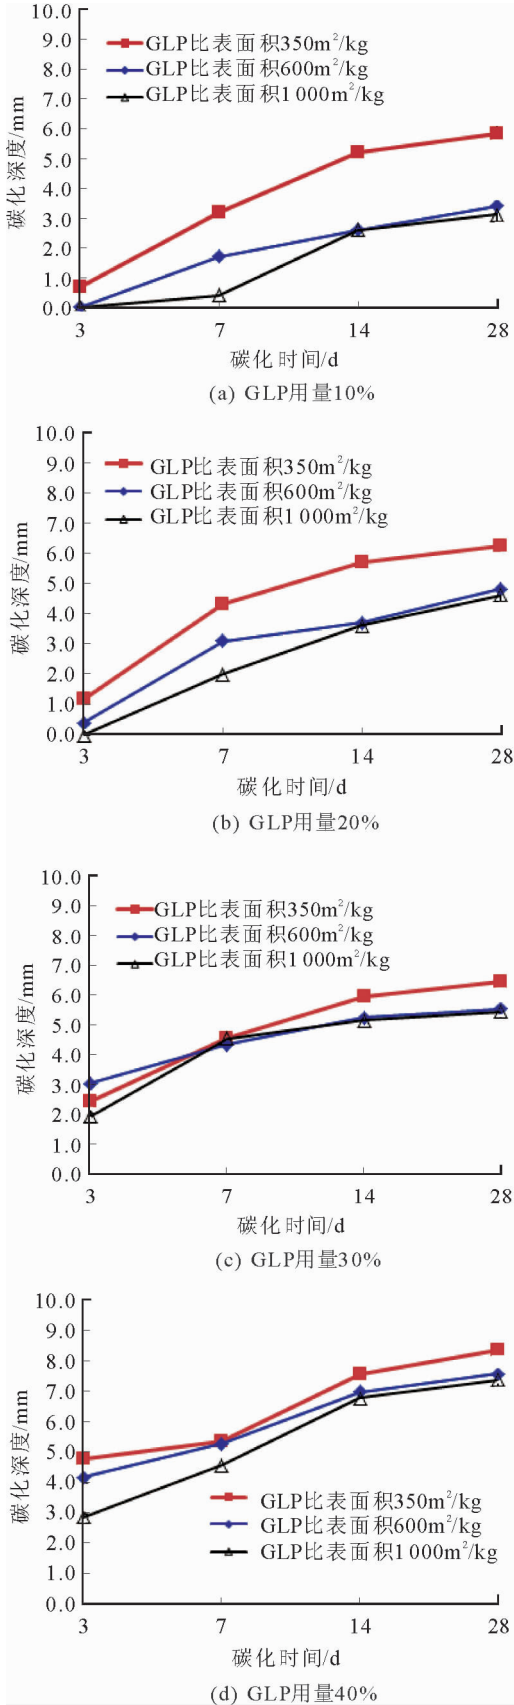 10.0
9.0
8.0
7.0
6.0
5.0
4.0
3.0
2.0
1.0
0.0
碳化深度/mm
GLP比表面积350m²/kg
GLP比表面积600m²/kg
GLP比表面积1 000m²/kg
3 7 14 28
碳化时间/d
(a) GLP用量10%
10.0
9.0
8.0
7.0
6.0
5.0
4.0
3.0
2.0
1.0
0.0
碳化深度/mm
GLP比表面积350m²/kg
GLP比表面积600m²/kg
GLP比表面积1 000m²/kg
3 7 14 28
碳化时间/d
(b) GLP用量20%
10.0
9.0
8.0
7.0
6.0
5.0
4.0
3.0
2.0
1.0
0.0
碳化深度/mm
GLP比表面积350m²/kg
GLP比表面积600m²/kg
GLP比表面积1 000m²/kg
3 7 14 28
碳化时间/d
(c) GLP用量30%
10.0
9.0
8.0
7.0
6.0
5.0
4.0
3.0
2.0
1.0
0.0
碳化深度/mm
GLP比表面积350m²/kg
GLP比表面积600m²/kg
GLP比表面积1 000m²/kg
3 7 14 28
碳化时间/d
(d) GLP用量40%